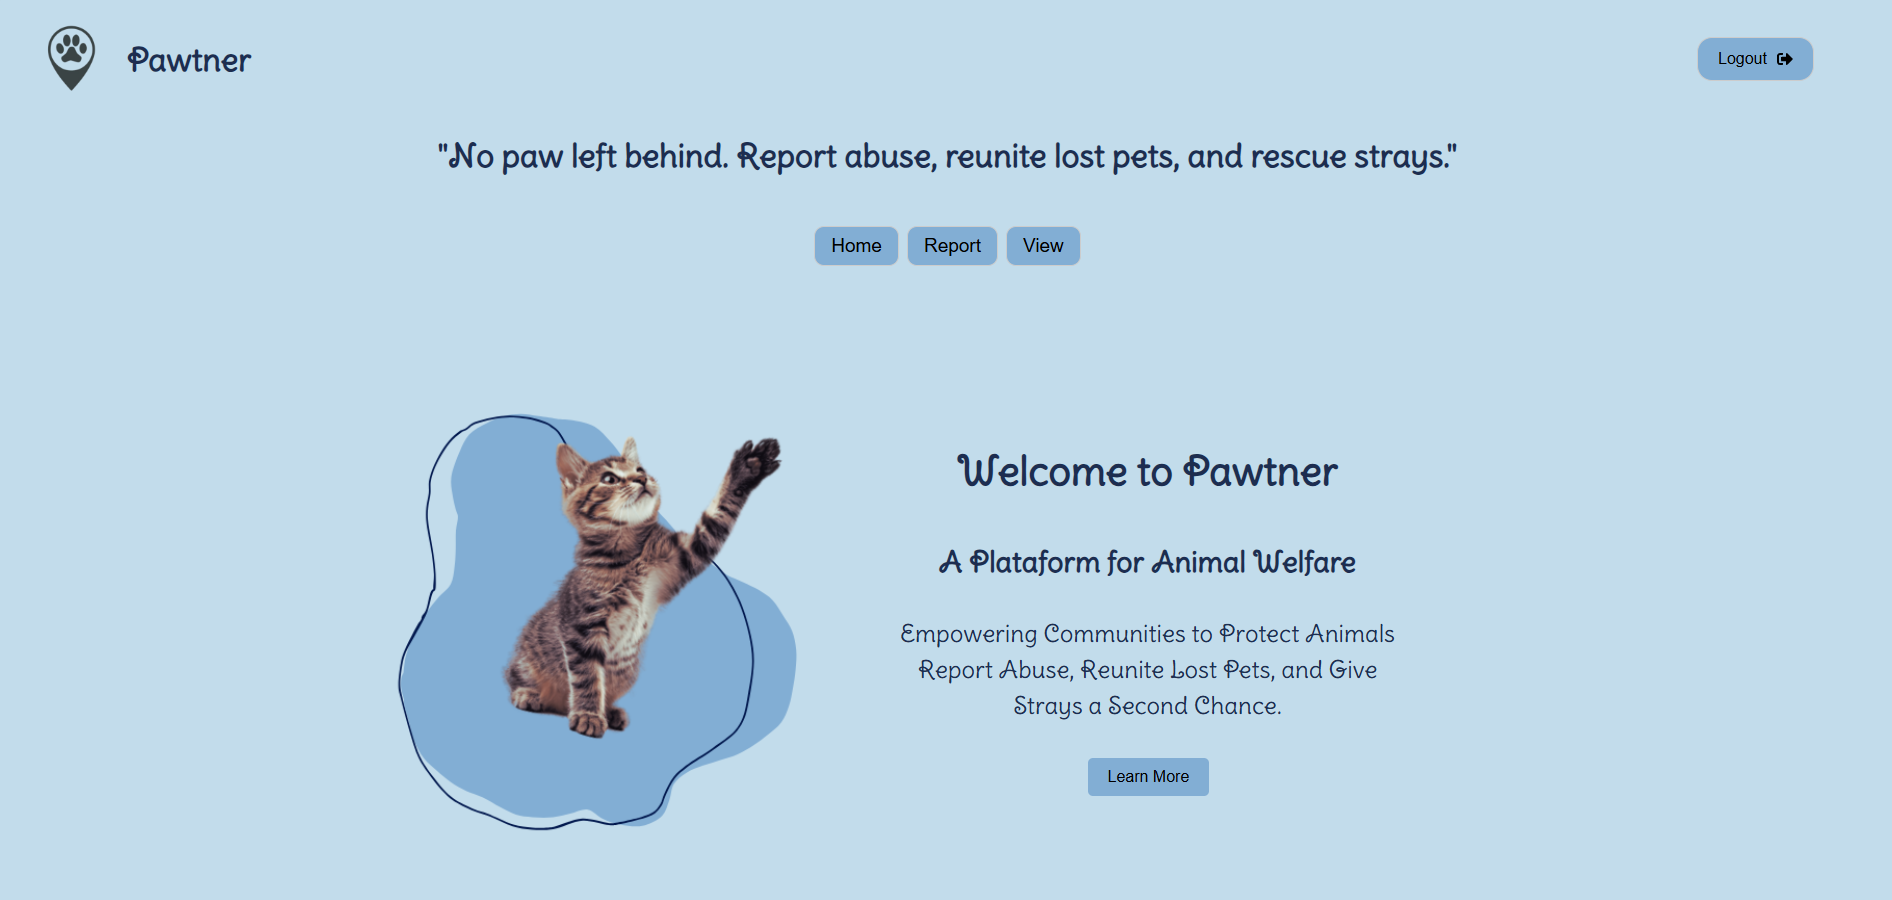 Pawtner
Logout
"No paw left behind. Report abuse, reunite lost pets, and rescue strays."
Home
Report
View
Welcome to Pawtner
A Plataform for Animal Welfare
Empowering Communities to Protect Animals
Report Abuse, Reunite Lost Pets, and Give
Strays a Second Chance.
Learn More